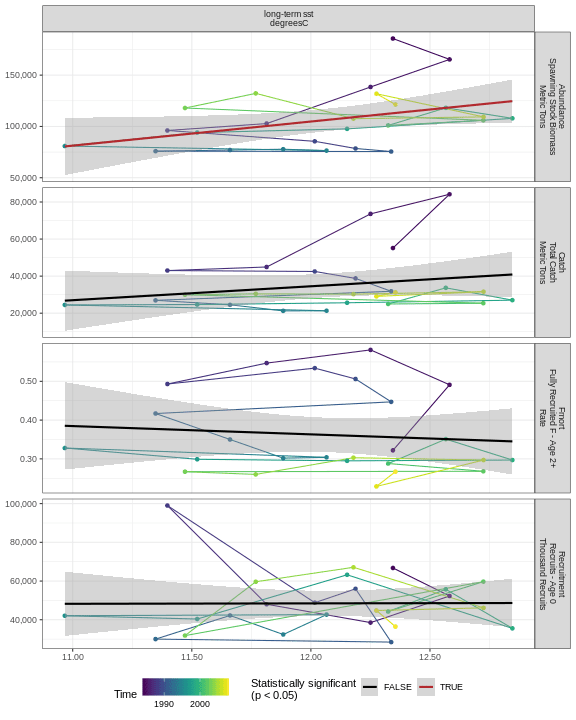 long-term sst
degreesC
150,000
100,000
50,000
Abundance
Spawning Stock Biomass
Metric Tons
80,000
60,000
40,000
20,000
Catch
Total Catch
Metric Tons
0.50
0.40
0.30
Fmort
Fully Recruited F - Age 2+
Rate
100,000
80,000
60,000
40,000
Recruitment
Recruits - Age 0
Thousand Recruits
11.00 11.50 12.00 12.50
Time
1990 2000
Statistically significant
(p < 0.05)
FALSE TRUE